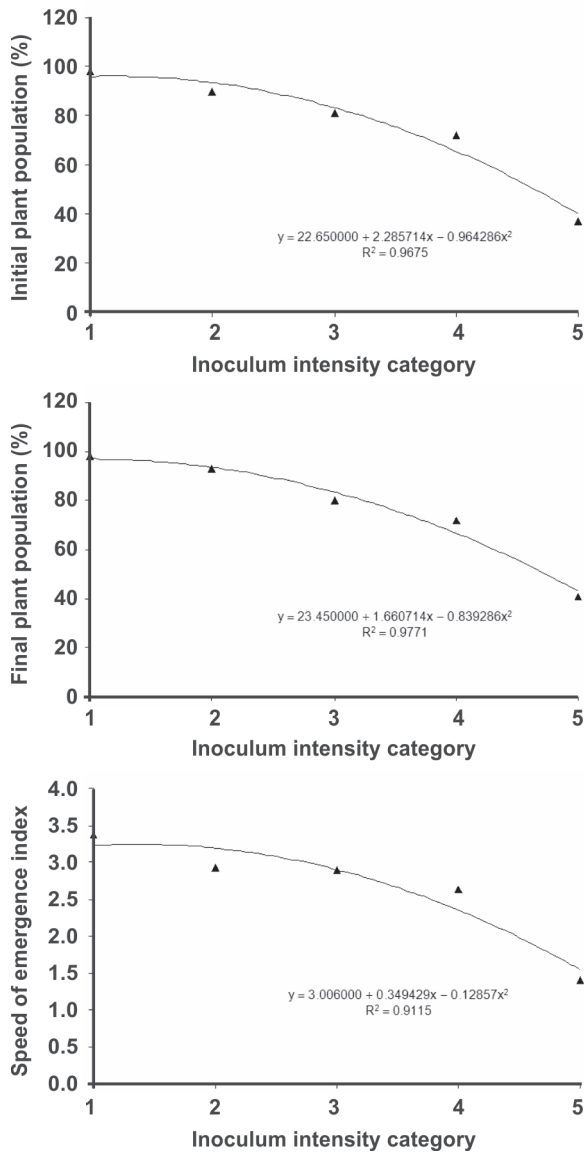 Initial plant population (%)
120
100
80
60
40
20
0
y = 22.650000 + 2.285714x – 0.964286x²
R² = 0.9675
1 2 3 4 5
Inoculum intensity category
Final plant population (%)
120
100
80
60
40
20
0
y = 23.450000 + 1.660714x – 0.839286x²
R² = 0.9771
1 2 3 4 5
Inoculum intensity category
Speed of emergence index
4.0
3.5
3.0
2.5
2.0
1.5
1.0
0.5
0.0
y = 3.006000 + 0.349429x – 0.12857x²
R² = 0.9115
1 2 3 4 5
Inoculum intensity category